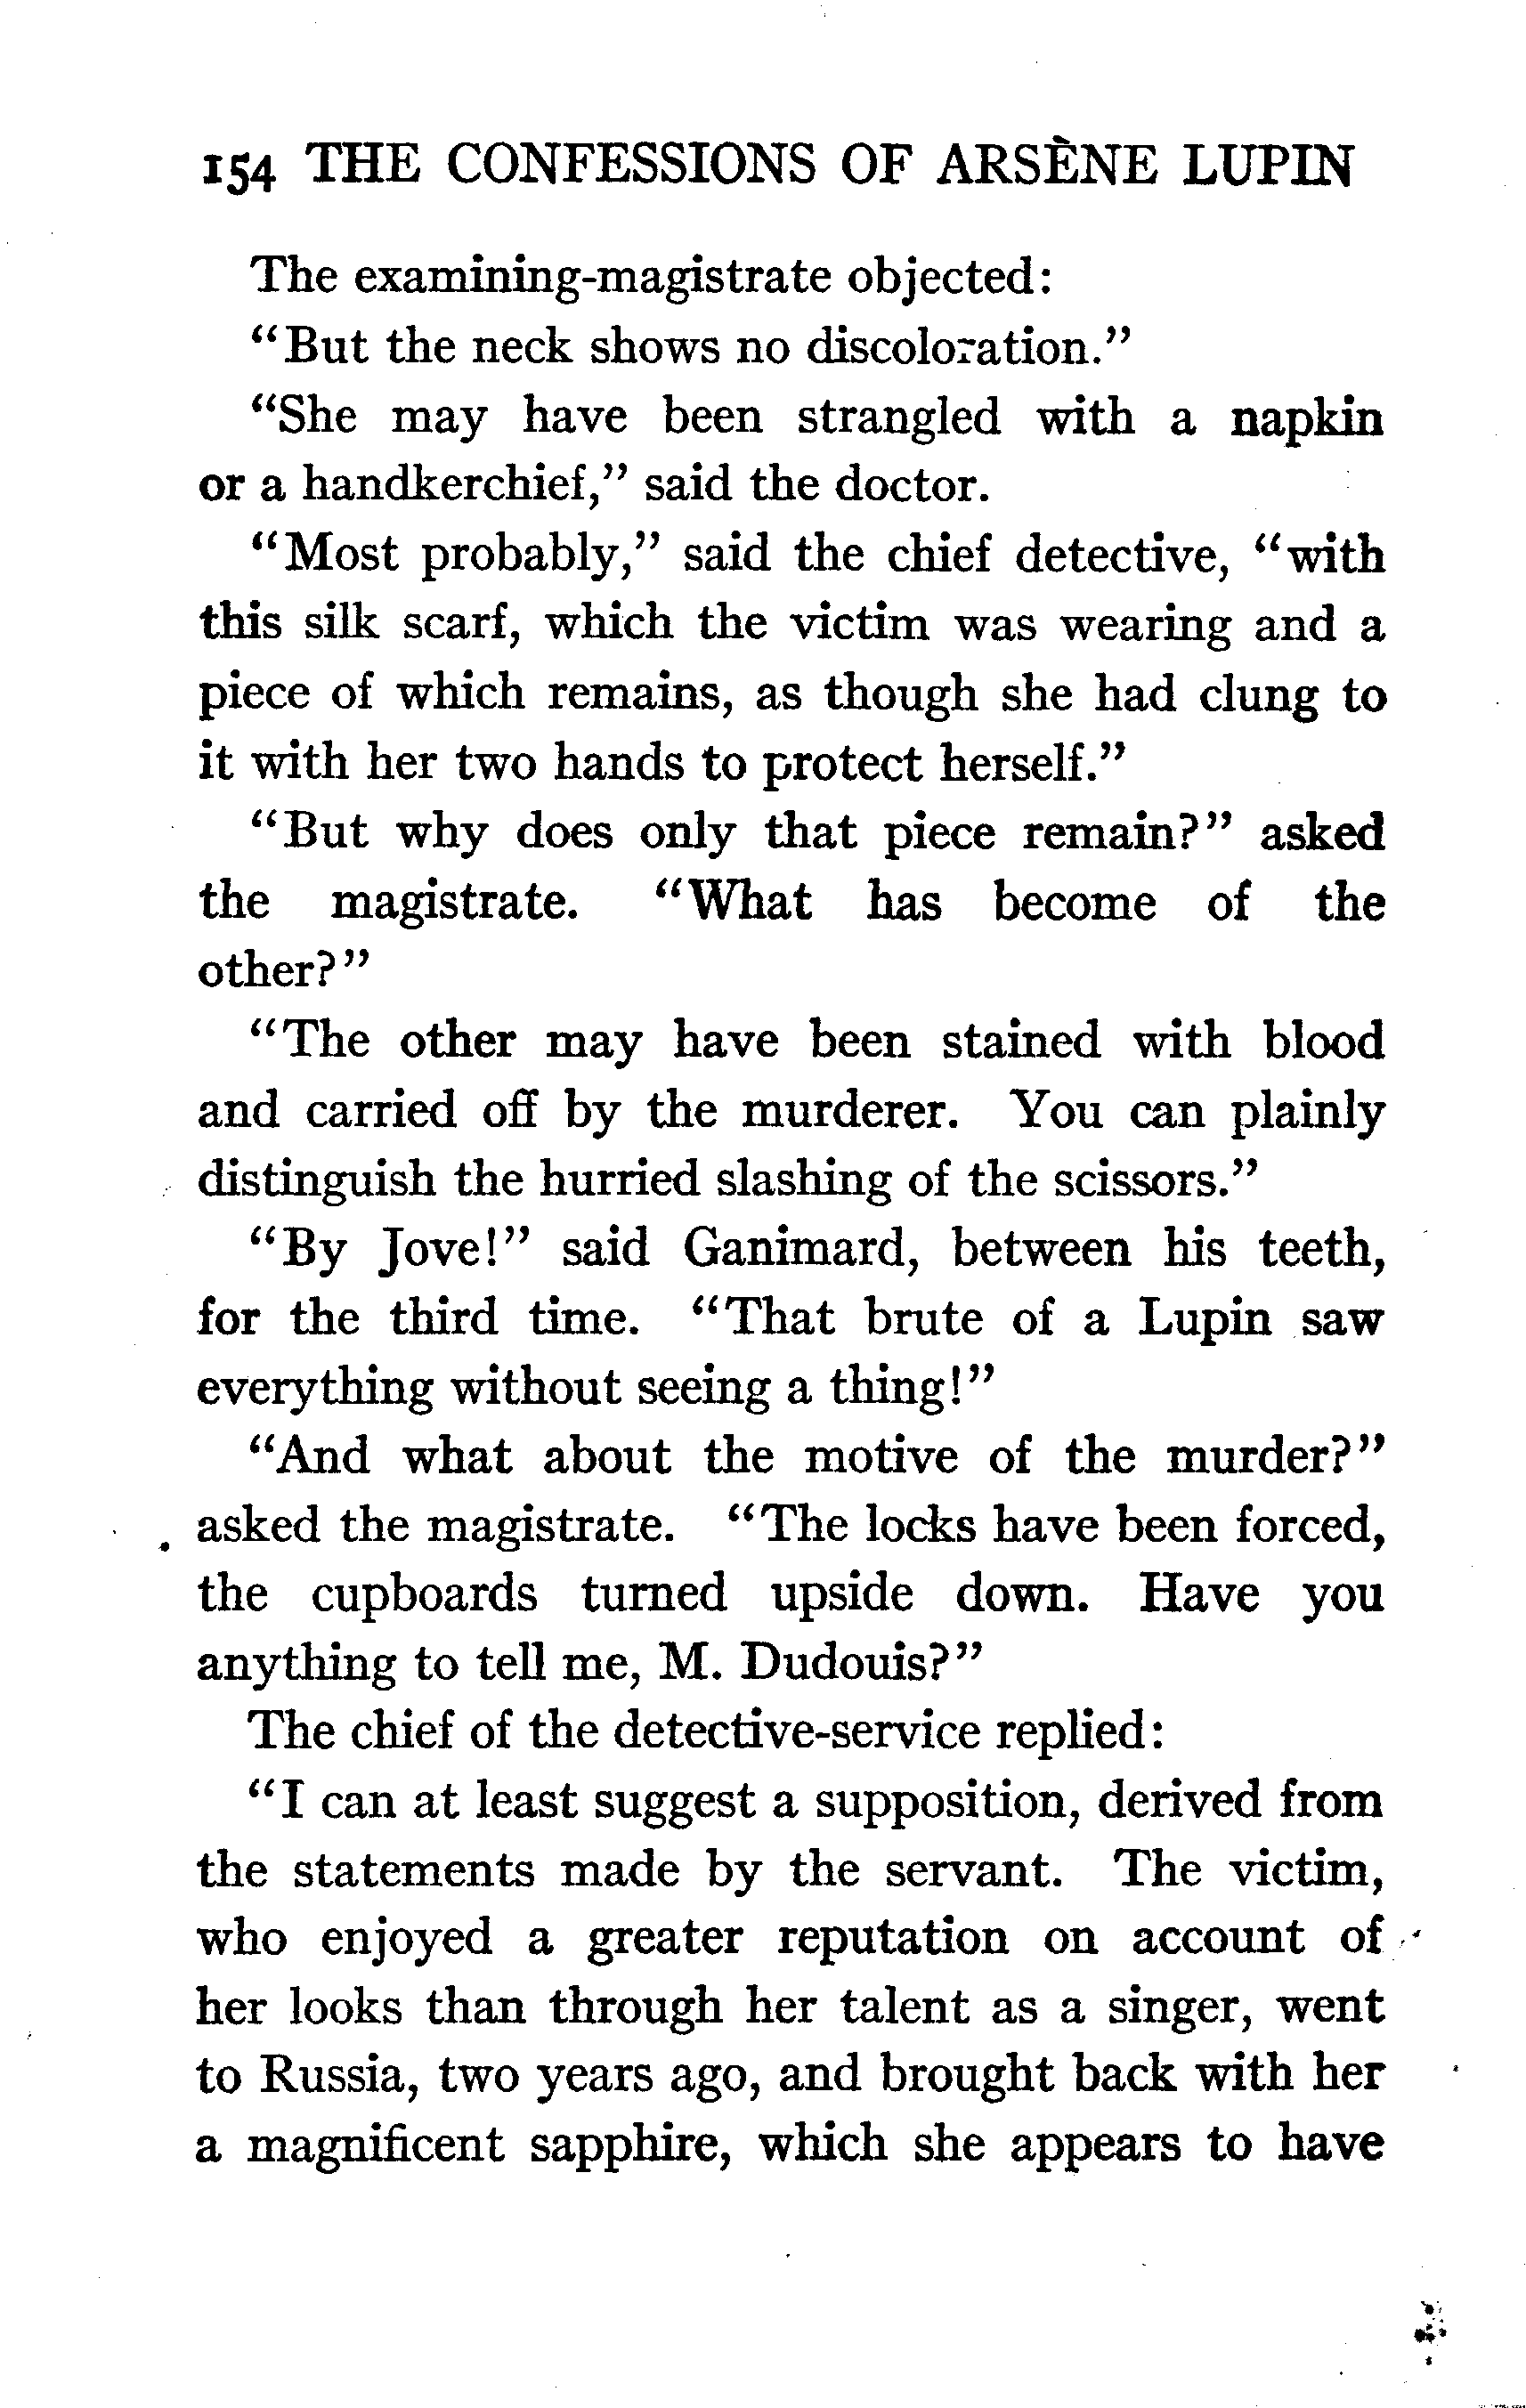 154 THE CONFESSIONS OF ARSÈNE LUPIN
The examining-magistrate objected:
“But the neck shows no discoloration.”
“She may have been strangled with a napkin
or a handkerchief,” said the doctor.
“Most probably,” said the chief detective, “with
this silk scarf, which the victim was wearing and a
piece of which remains, as though she had clung to
it with her two hands to protect herself.”
“But why does only that piece remain?” asked
the magistrate. “What has become of the
other?”
“The other may have been stained with blood
and carried off by the murderer. You can plainly
distinguish the hurried slashing of the scissors.”
“By Jove!” said Ganimard, between his teeth,
for the third time. “That brute of a Lupin saw
everything without seeing a thing!”
“And what about the motive of the murder?”
asked the magistrate. “The locks have been forced,
the cupboards turned upside down. Have you
anything to tell me, M. Dudouis?”
The chief of the detective-service replied:
“I can at least suggest a supposition, derived from
the statements made by the servant. The victim,
who enjoyed a greater reputation on account of
her looks than through her talent as a singer, went
to Russia, two years ago, and brought back with her
a magnificent sapphire, which she appears to have